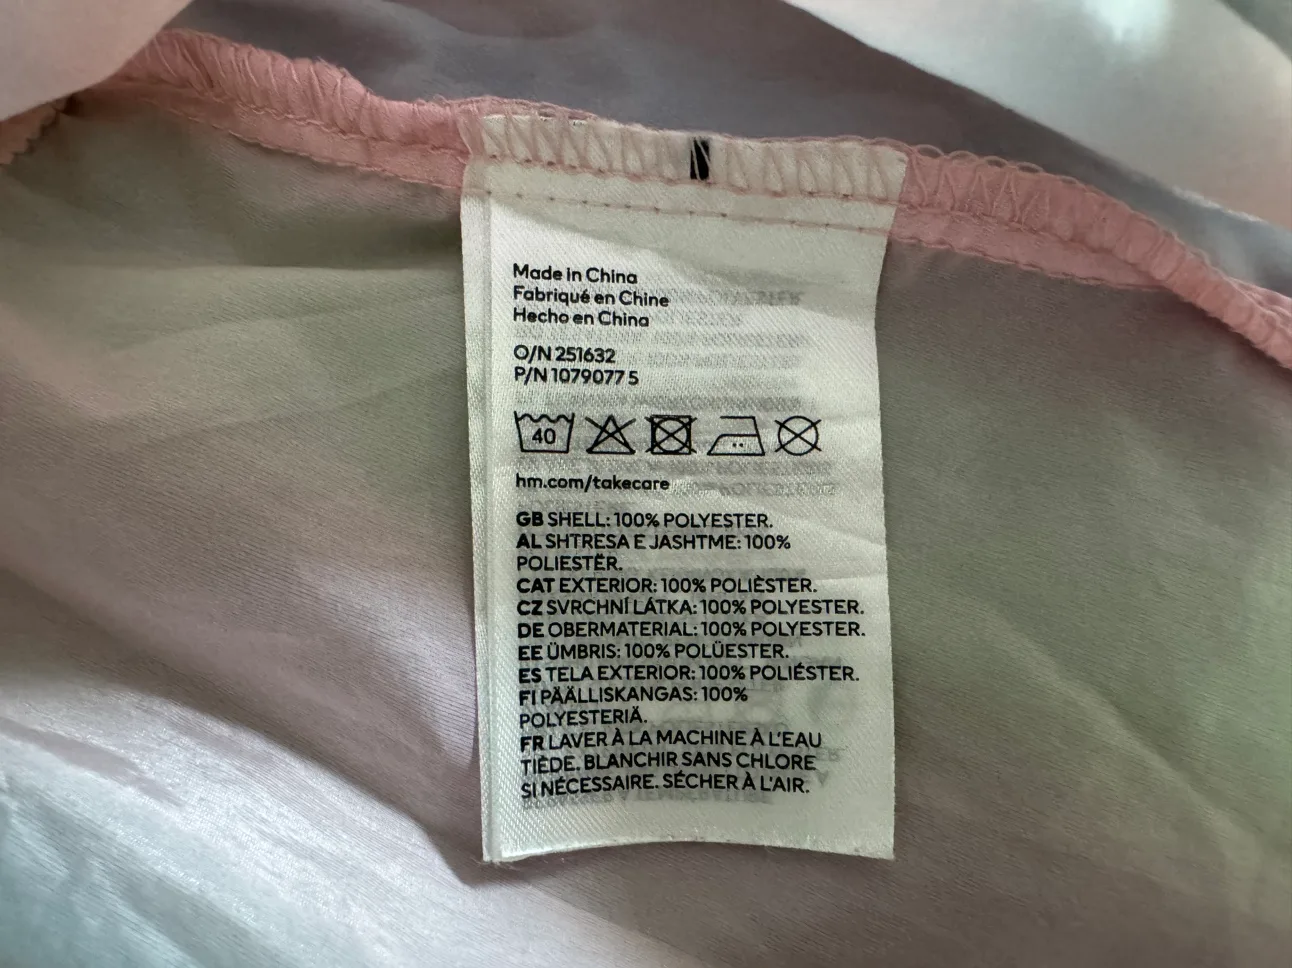 Made in China
Fabriqué en Chine
Hecho en China
O/N 251632
P/N 1079077 5
40
hm.com/takecare
GB SHELL: 100% POLYESTER.
AL SHTRESA E JASHTME: 100%
POLIESTËR.
CAT EXTERIOR: 100% POLIÈSTER.
CZ SVRCHNÍ LÁTKA: 100% POLYESTER.
DE OBERMATERIAL: 100% POLYESTER.
EE ÜMBRIS: 100% POLÜESTER.
ES TELA EXTERIOR: 100% POLIÉSTER.
FI PÄÄLLISKANGAS: 100%
POLYESTERIÄ.
FR LAVER À LA MACHINE À L'EAU
TIÈDE. BLANCHIR SANS CHLORE
SI NÉCESSAIRE. SÉCHER À L'AIR.